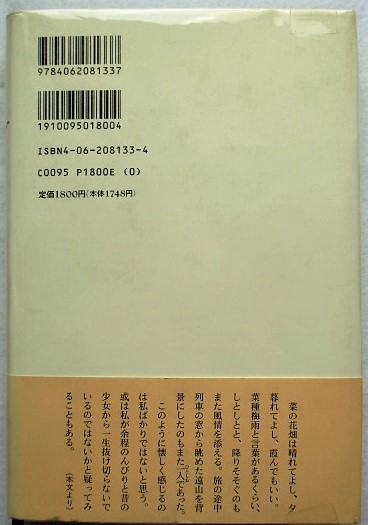 9784062081337
1910095018004
ISBN4-06-208133-4
C0095 P1800E (0)
定価1800円(本体1748円)
菜の花畑は晴れてよし、夕
暮れてよし、霞んでもいい。
菜種梅雨と言葉があるくらい、
しとしとと、降りそそぐのも
また風情を添える。旅の途中
列車の窓から眺めた遠山を背
景にしたのもまた一入であった。
ひとしお
このように懐しく感じるの
は私ばかりではないと思う。
或は私が余程のんびりと昔の
少女から一生抜け切らないで
いるのではないかと疑ってみ
ることもある。
(本文より)